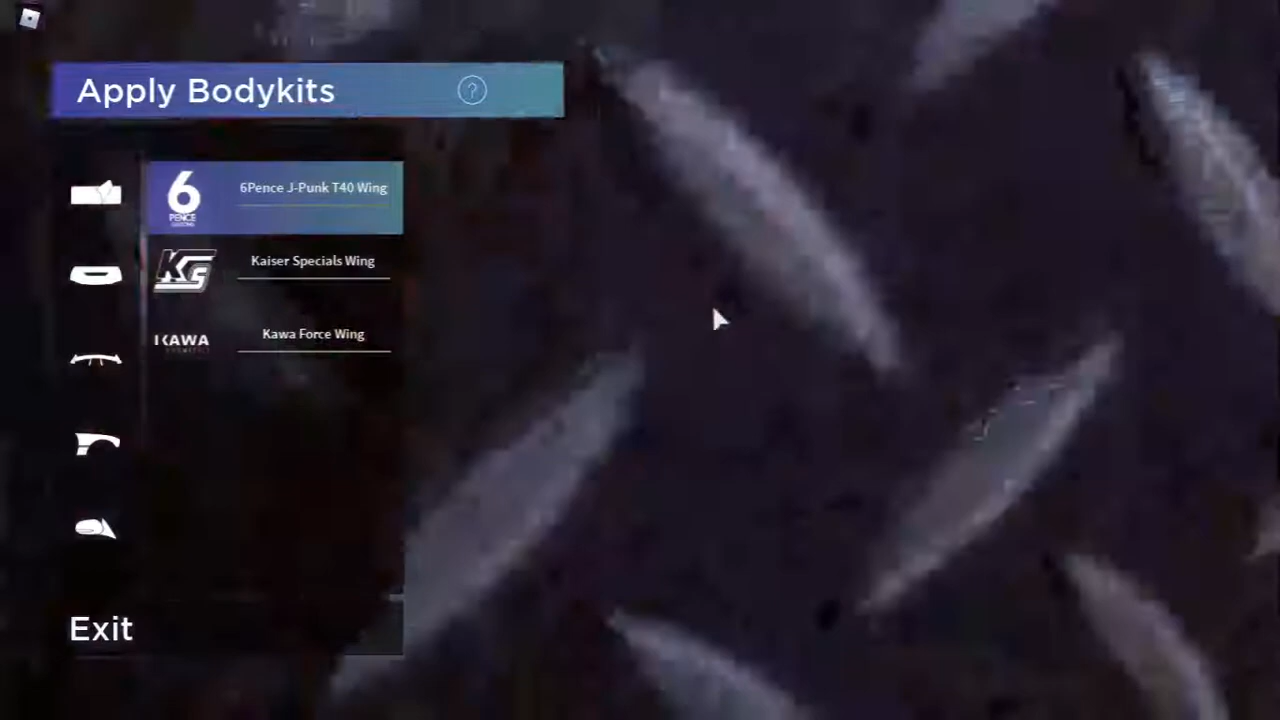 Apply Bodykits
?
6Pence J-Punk T40 Wing
6
PENCE
Kaiser Specials Wing
KS
Kawa Force Wing
KAWA
Exit